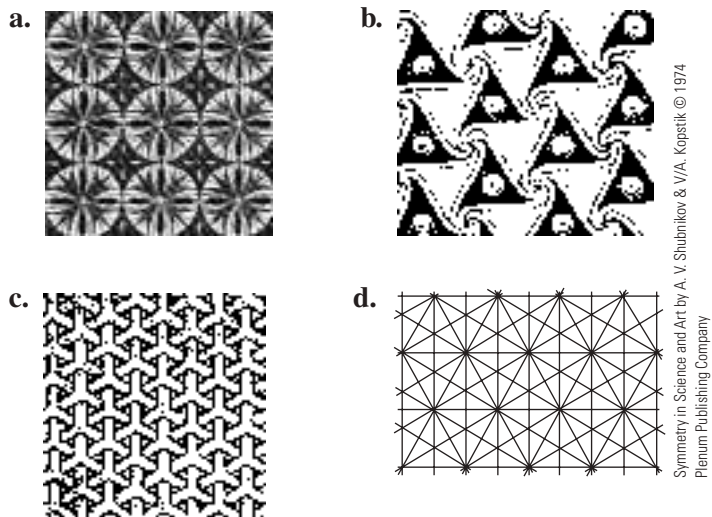 a.
b.
c.
d.
Symmetry in Science and Art by A. V. Shubnikov & V/A. Kopstik © 1974
Plenum Publishing Company